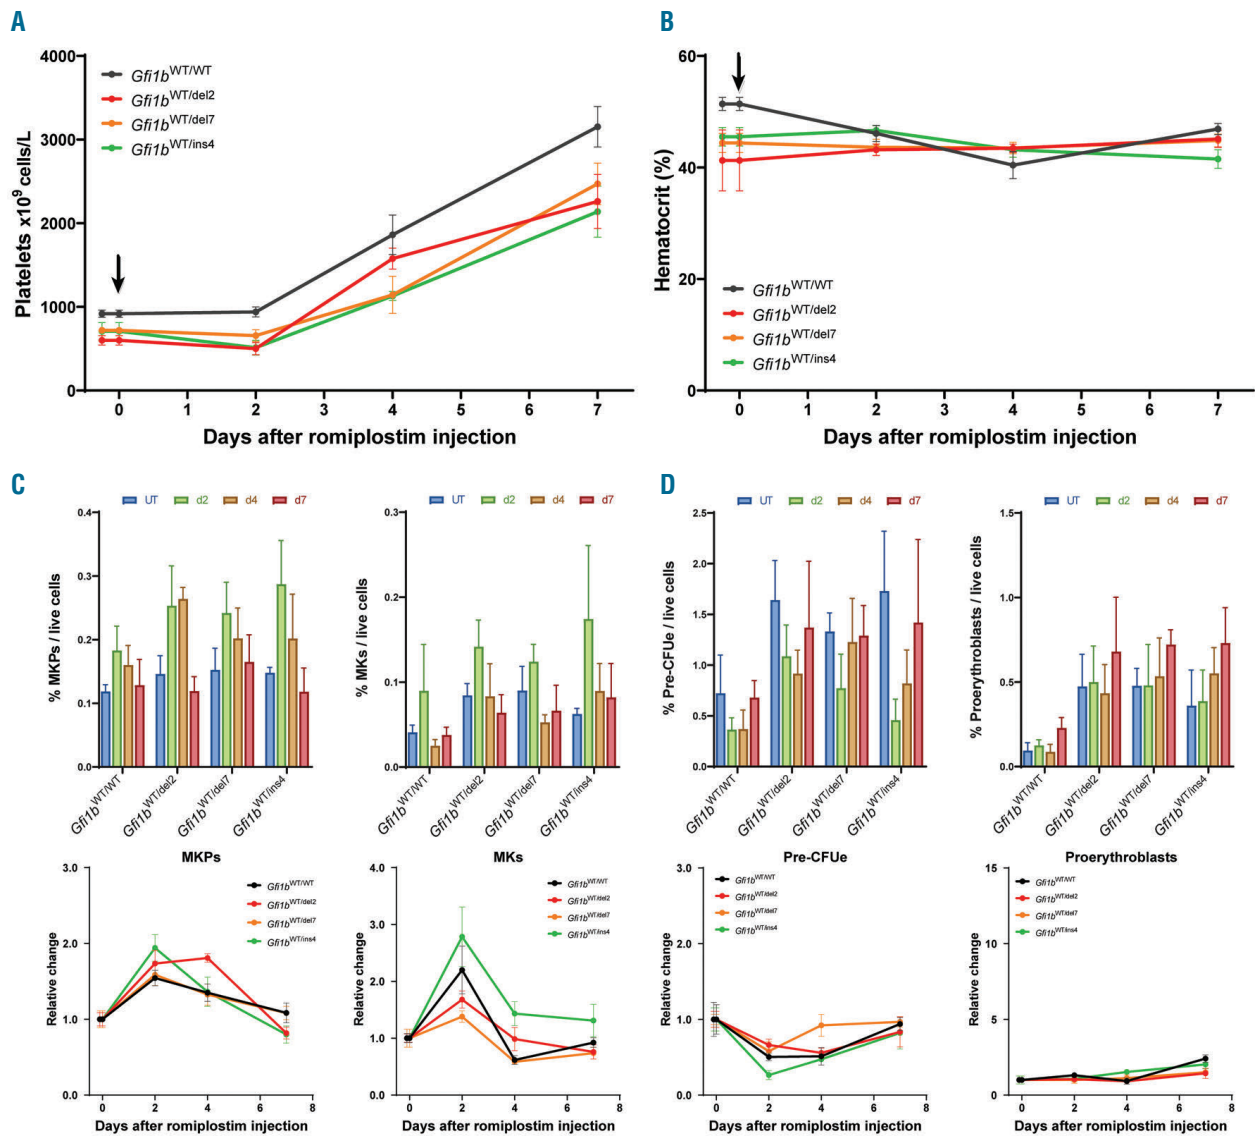 A
4000
3000
2000
1000
0
Platelets x10⁹ cells/L
Gfi1b^WT/WT
Gfi1b^WT/del2
Gfi1b^WT/del7
Gfi1b^WT/ins4
0 1 2 3 4 5 6 7
Days after romiplostim injection
B
60
40
20
0
Hematocrit (%)
Gfi1b^WT/WT
Gfi1b^WT/del2
Gfi1b^WT/del7
Gfi1b^WT/ins4
0 1 2 3 4 5 6 7
Days after romiplostim injection
C
UT d2 d4 d7
0.4
0.3
0.2
0.1
0.0
% MKPs / live cells
Gfi1b^WT/WT
Gfi1b^WT/del2
Gfi1b^WT/del7
Gfi1b^WT/ins4
UT d2 d4 d7
0.3
0.2
0.1
0.0
% MKs / live cells
Gfi1b^WT/WT
Gfi1b^WT/del2
Gfi1b^WT/del7
Gfi1b^WT/ins4
MKPs
3.0
2.0
1.0
0.0
Relative change
Gfi1b^WT/WT
Gfi1b^WT/del2
Gfi1b^WT/del7
Gfi1b^WT/ins4
0 2 4 6 8
Days after romiplostim injection
MKs
4.0
3.0
2.0
1.0
0.0
Relative change
Gfi1b^WT/WT
Gfi1b^WT/del2
Gfi1b^WT/del7
Gfi1b^WT/ins4
0 2 4 6 8
Days after romiplostim injection
D
UT d2 d4 d7
2.5
2.0
1.5
1.0
0.5
0.0
% Pre-CFUe / live cells
Gfi1b^WT/WT
Gfi1b^WT/del2
Gfi1b^WT/del7
Gfi1b^WT/ins4
UT d2 d4 d7
1.5
1.0
0.5
0.0
% Proerythroblasts / live cells
Gfi1b^WT/WT
Gfi1b^WT/del2
Gfi1b^WT/del7
Gfi1b^WT/ins4
Pre-CFUe
3.0
2.0
1.0
0.0
Relative change
Gfi1b^WT/WT
Gfi1b^WT/del2
Gfi1b^WT/del7
Gfi1b^WT/ins4
0 2 4 6 8
Days after romiplostim injection
Proerythroblasts
15
10
5
0
Relative change
Gfi1b^WT/WT
Gfi1b^WT/del2
Gfi1b^WT/del7
Gfi1b^WT/ins4
0 2 4 6 8
Days after romiplostim injection